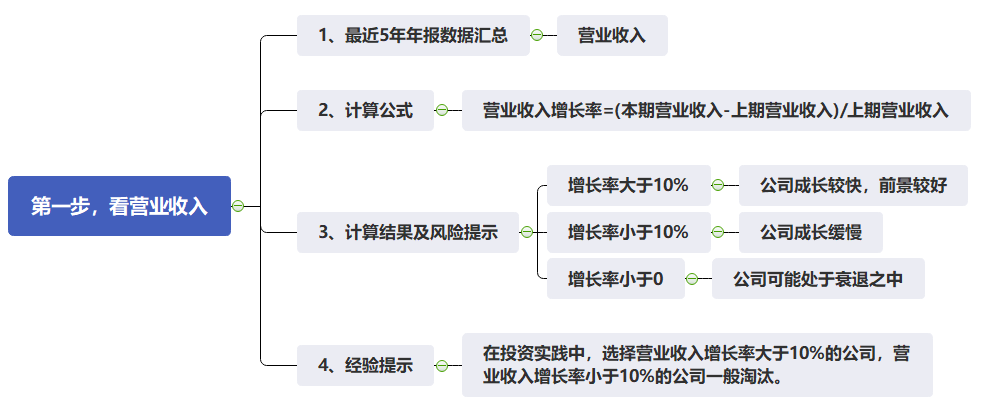 第一步，看营业收入
1、最近5年年报数据汇总
营业收入
2、计算公式
营业收入增长率=(本期营业收入-上期营业收入)/上期营业收入
3、计算结果及风险提示
增长率大于10%
公司成长较快，前景较好
增长率小于10%
公司成长缓慢
增长率小于0
公司可能处于衰退之中
4、经验提示
在投资实践中，选择营业收入增长率大于10%的公司，营
业收入增长率小于10%的公司一般淘汰。